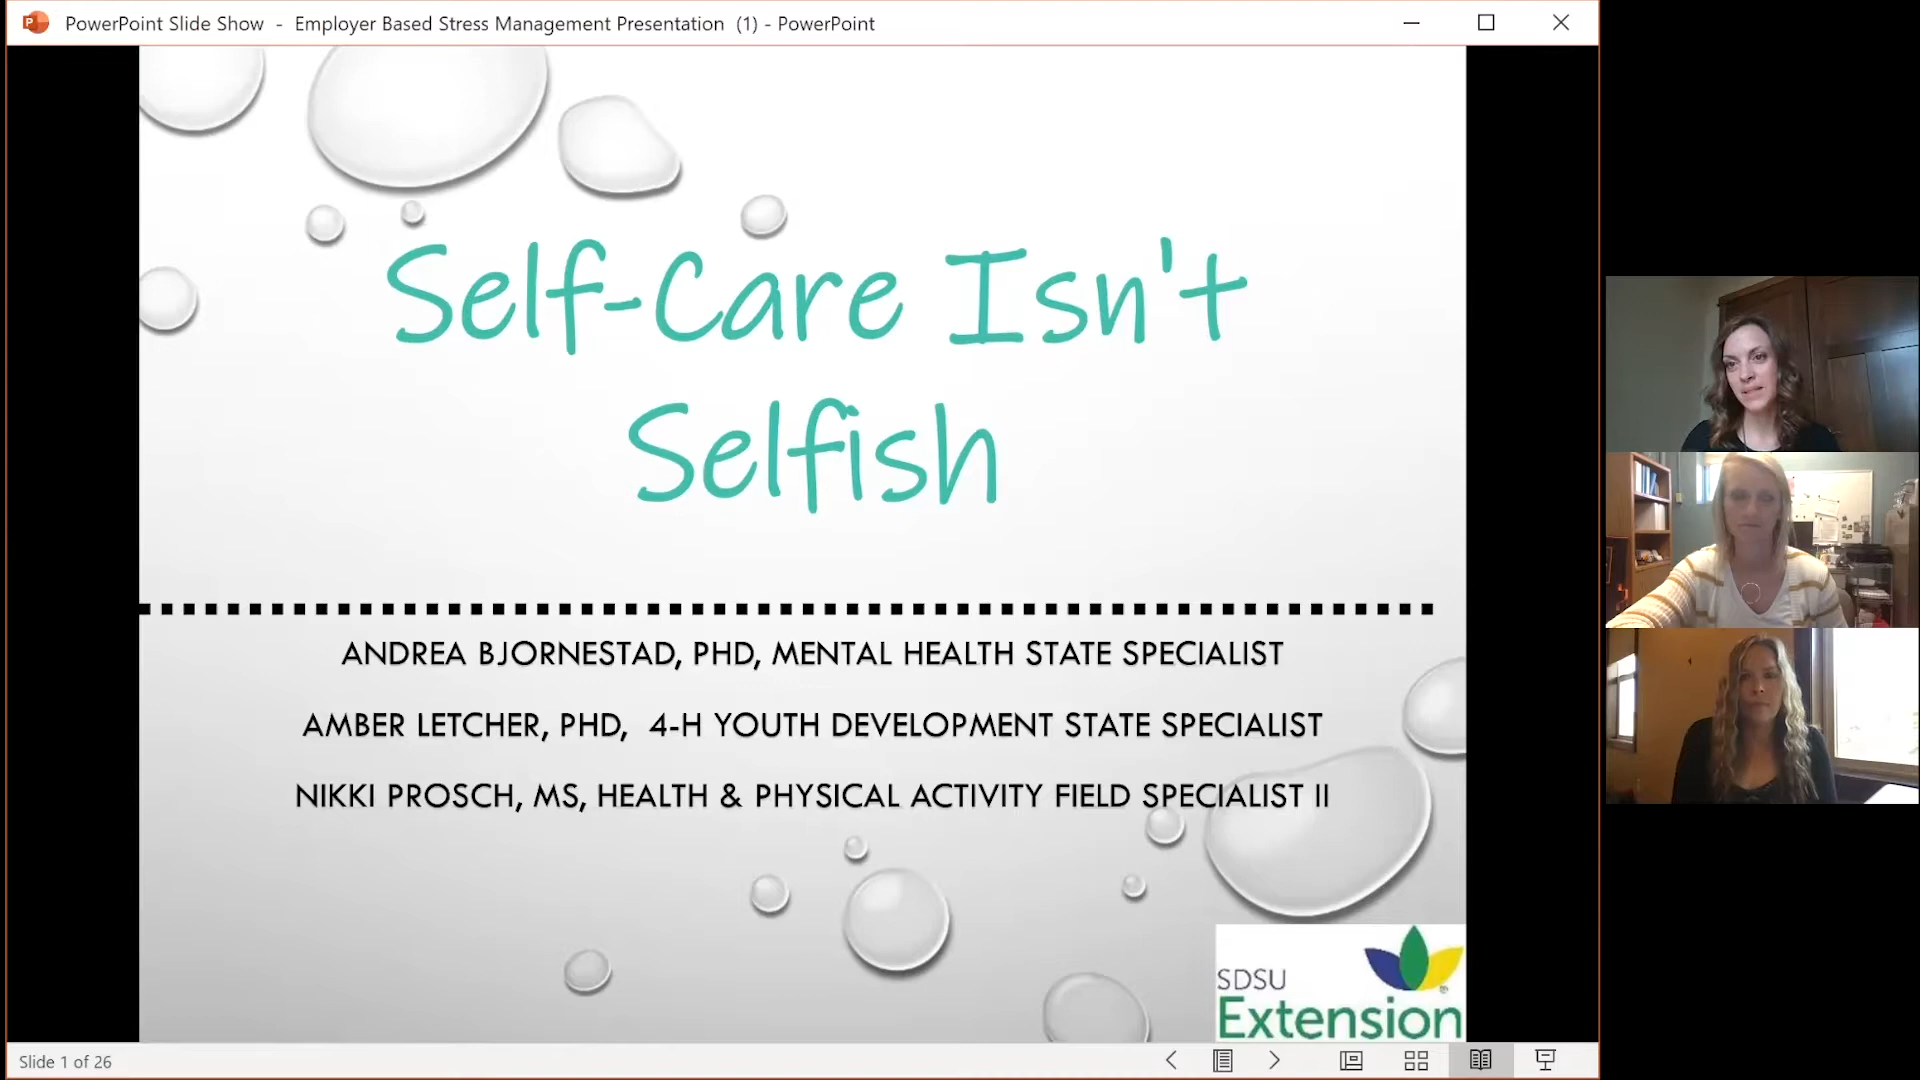 PowerPoint Slide Show - Employer Based Stress Management Presentation (1) - PowerPoint
Self-Care Isn't
Selfish
ANDREA BJORNESTAD, PHD, MENTAL HEALTH STATE SPECIALIST
AMBER LETCHER, PHD, 4-H YOUTH DEVELOPMENT STATE SPECIALIST
NIKKI PROSCH, MS, HEALTH & PHYSICAL ACTIVITY FIELD SPECIALIST II
SDSU
Extension
Slide 1 of 26